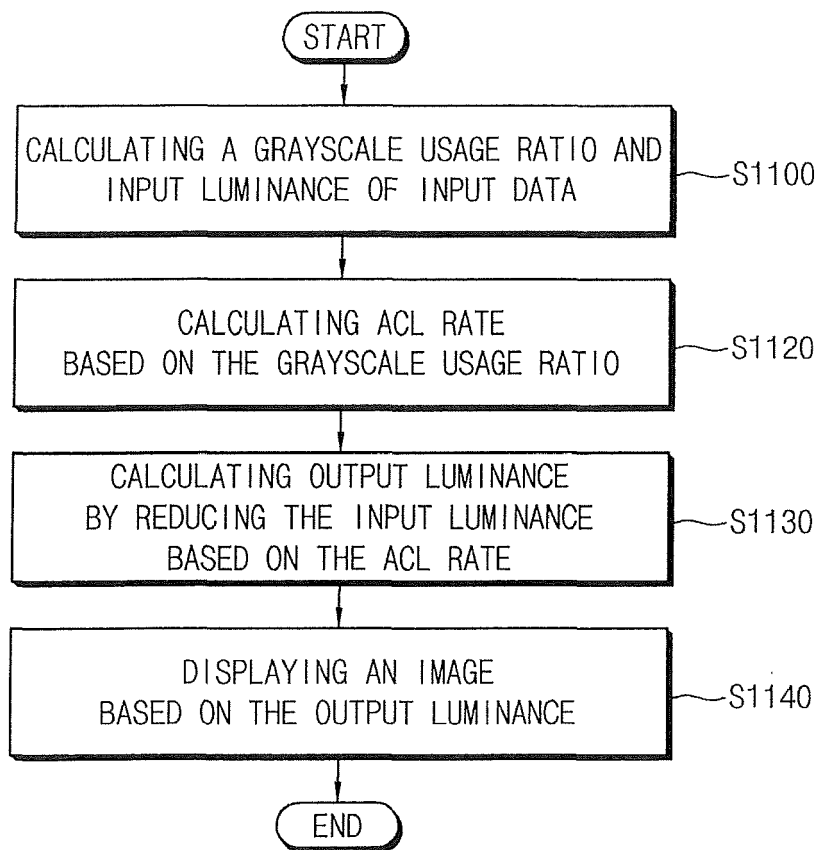 START
CALCULATING A GRAYSCALE USAGE RATIO AND
INPUT LUMINANCE OF INPUT DATA
S1100
CALCULATING ACL RATE
BASED ON THE GRAYSCALE USAGE RATIO
S1120
CALCULATING OUTPUT LUMINANCE
BY REDUCING THE INPUT LUMINANCE
BASED ON THE ACL RATE
S1130
DISPLAYING AN IMAGE
BASED ON THE OUTPUT LUMINANCE
S1140
END